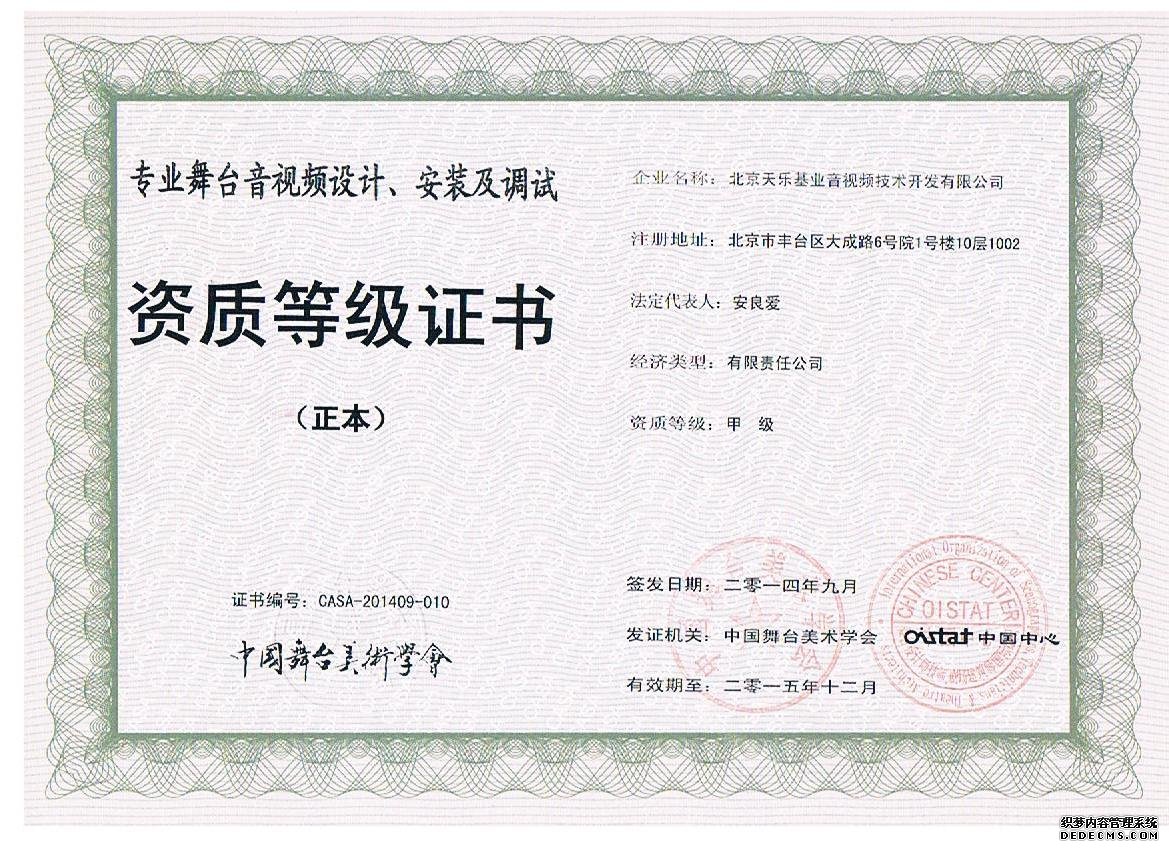 专业舞台音视频设计、安装及调试
资质等级证书
（正本）
证书编号：CASA-201409-010
中国舞台美術學會
企业名称：北京天乐基业音视频技术开发有限公司
注册地址：北京市丰台区大成路6号院1号楼10层1002
法定代表人：安良爱
经济类型：有限责任公司
资质等级：甲 级
签发日期：二零一四年九月
发证机关：中国舞台美术学会 Oistat 中国中心
有效期至：二零一五年十二月
International Organization of
CHINESE CENTER
OISTAT
织梦内容管理系统
DEDECMS.COM